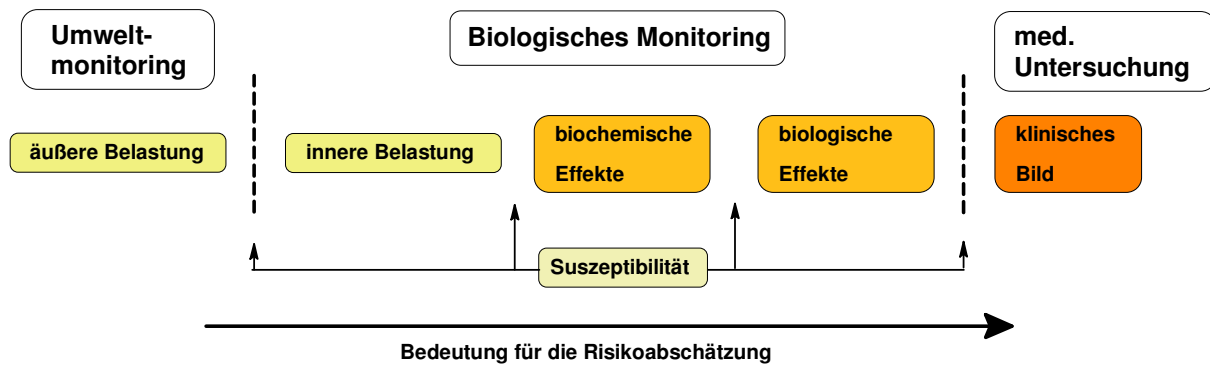 Umwelt-
monitoring
Biologisches Monitoring
med.
Untersuchung
äußere Belastung
innere Belastung
biochemische
Effekte
biologische
Effekte
klinisches
Bild
Suszeptibilität
Bedeutung für die Risikoabschätzung